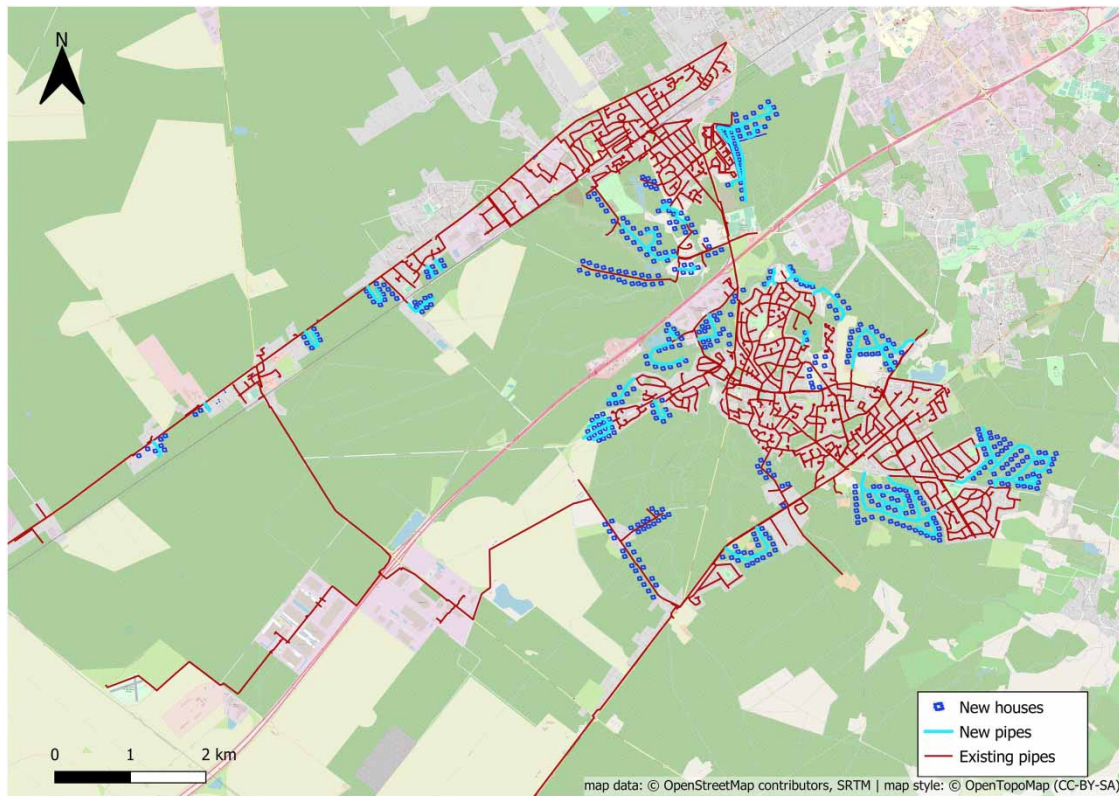 N
0 1 2 km
New houses
New pipes
Existing pipes
map data: © OpenStreetMap contributors, SRTM | map style: © OpenTopoMap (CC-BY-SA)